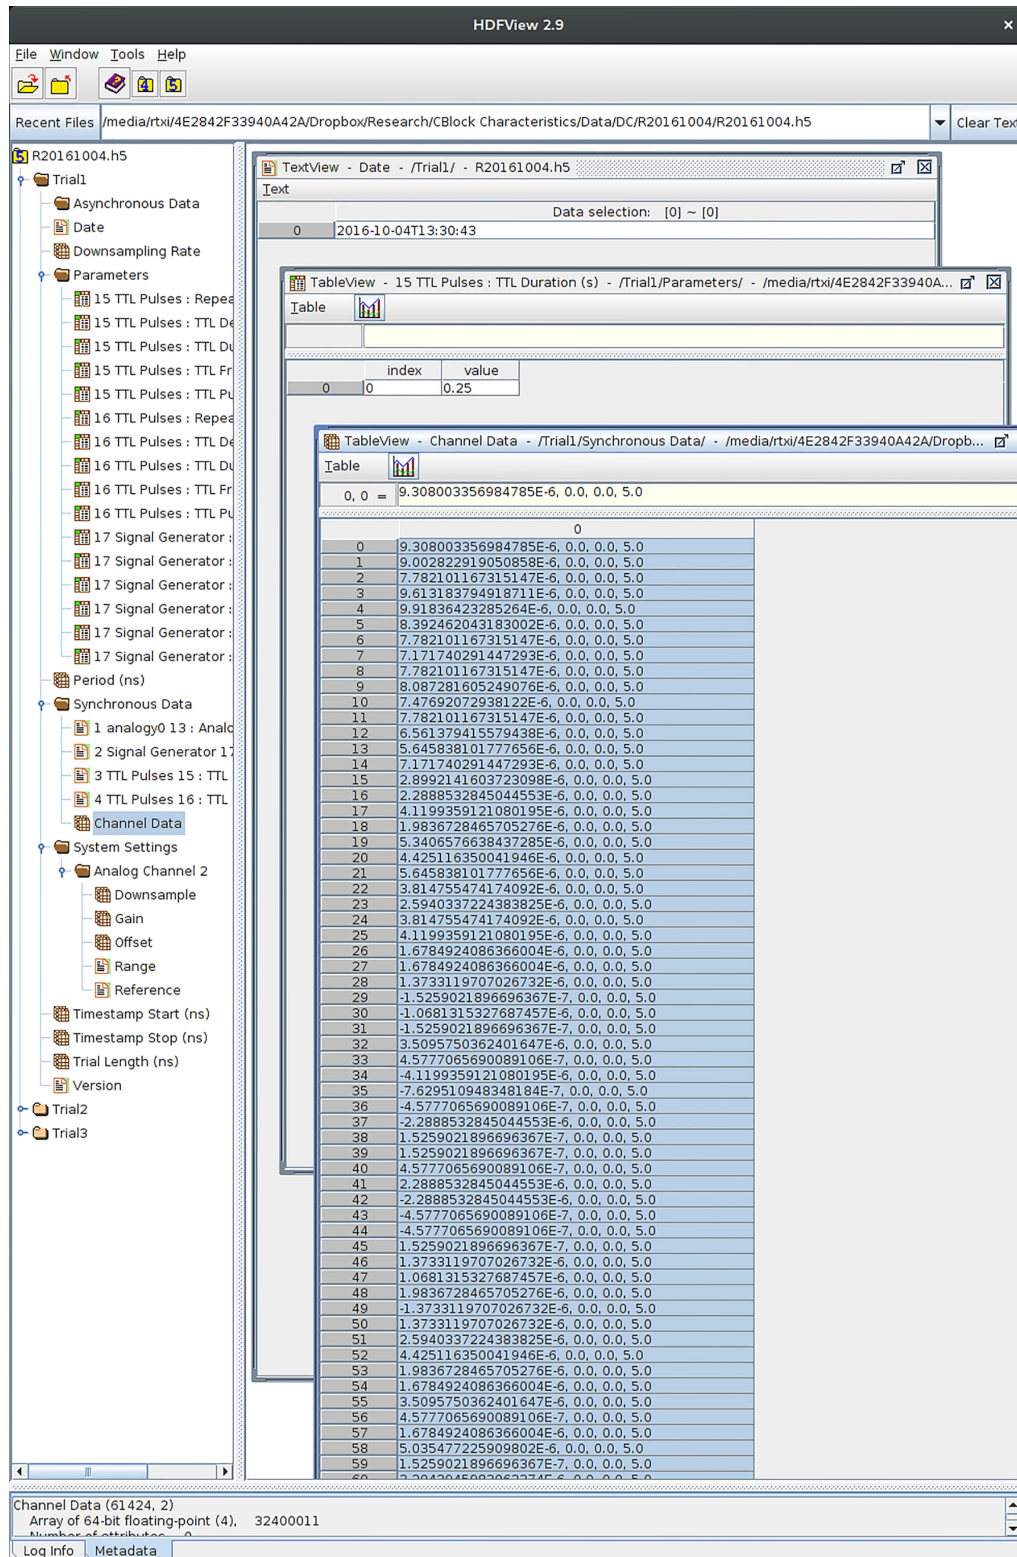 HDFView 2.9
File Window Tools Help
Recent Files /media/rtxi/4E2842F33940A42A/Dropbox/Research/CBlock Characteristics/Data/DC/R20161004/R20161004.h5 Clear Text
R20161004.h5
Trial1
Asynchronous Data
Date
Downsampling Rate
Parameters
15 TTL Pulses : Repea
15 TTL Pulses : TTL De
15 TTL Pulses : TTL Du
15 TTL Pulses : TTL Fr
15 TTL Pulses : TTL Pu
16 TTL Pulses : Repea
16 TTL Pulses : TTL De
16 TTL Pulses : TTL Du
16 TTL Pulses : TTL Fr
16 TTL Pulses : TTL Pu
17 Signal Generator :
17 Signal Generator :
17 Signal Generator :
17 Signal Generator :
17 Signal Generator :
17 Signal Generator :
Period (ns)
Synchronous Data
1 analogy0 13 : Analo
2 Signal Generator 17
3 TTL Pulses 15 : TTL
4 TTL Pulses 16 : TTL
Channel Data
System Settings
Analog Channel 2
Downsample
Gain
Offset
Range
Reference
Timestamp Start (ns)
Timestamp Stop (ns)
Trial Length (ns)
Version
Trial2
Trial3
TextView - Date - /Trial1/ - R20161004.h5
Text
Data selection: [0] ~ [0]
0 2016-10-04T13:30:43
TableView - 15 TTL Pulses : TTL Duration (s) - /Trial1/Parameters/ - /media/rtxi/4E2842F33940A...
Table
index value
0 0 0.25
TableView - Channel Data - /Trial1/Synchronous Data/ - /media/rtxi/4E2842F33940A42A/Dropb...
Table
0, 0 = 9.308003356984785E-6, 0.0, 0.0, 5.0
0
0 9.308003356984785E-6, 0.0, 0.0, 5.0
1 9.002822919050858E-6, 0.0, 0.0, 5.0
2 7.782101167315147E-6, 0.0, 0.0, 5.0
3 9.613183794918711E-6, 0.0, 0.0, 5.0
4 9.91836423285264E-6, 0.0, 0.0, 5.0
5 8.392462043183002E-6, 0.0, 0.0, 5.0
6 7.782101167315147E-6, 0.0, 0.0, 5.0
7 7.171740291447293E-6, 0.0, 0.0, 5.0
8 7.782101167315147E-6, 0.0, 0.0, 5.0
9 8.087281605249076E-6, 0.0, 0.0, 5.0
10 7.47692072938122E-6, 0.0, 0.0, 5.0
11 7.782101167315147E-6, 0.0, 0.0, 5.0
12 6.561379415579438E-6, 0.0, 0.0, 5.0
13 5.645838101777656E-6, 0.0, 0.0, 5.0
14 7.171740291447293E-6, 0.0, 0.0, 5.0
15 2.8992141603723098E-6, 0.0, 0.0, 5.0
16 2.2888532845044553E-6, 0.0, 0.0, 5.0
17 4.1199359121080195E-6, 0.0, 0.0, 5.0
18 1.9836728465705276E-6, 0.0, 0.0, 5.0
19 5.3406576638437285E-6, 0.0, 0.0, 5.0
20 4.425116350041946E-6, 0.0, 0.0, 5.0
21 5.645838101777656E-6, 0.0, 0.0, 5.0
22 3.814755474174092E-6, 0.0, 0.0, 5.0
23 2.5940337224383825E-6, 0.0, 0.0, 5.0
24 3.814755474174092E-6, 0.0, 0.0, 5.0
25 4.1199359121080195E-6, 0.0, 0.0, 5.0
26 1.6784924086366004E-6, 0.0, 0.0, 5.0
27 1.6784924086366004E-6, 0.0, 0.0, 5.0
28 1.3733119707026732E-6, 0.0, 0.0, 5.0
29 -1.5259021896696367E-7, 0.0, 0.0, 5.0
30 -1.0681315327687457E-6, 0.0, 0.0, 5.0
31 -1.5259021896696367E-7, 0.0, 0.0, 5.0
32 3.5095750362401647E-6, 0.0, 0.0, 5.0
33 4.5777065690089106E-7, 0.0, 0.0, 5.0
34 -4.1199359121080195E-6, 0.0, 0.0, 5.0
35 -7.629510948348184E-7, 0.0, 0.0, 5.0
36 -4.5777065690089106E-7, 0.0, 0.0, 5.0
37 -2.2888532845044553E-6, 0.0, 0.0, 5.0
38 1.5259021896696367E-7, 0.0, 0.0, 5.0
39 1.5259021896696367E-7, 0.0, 0.0, 5.0
40 4.5777065690089106E-7, 0.0, 0.0, 5.0
41 2.2888532845044553E-6, 0.0, 0.0, 5.0
42 -2.2888532845044553E-6, 0.0, 0.0, 5.0
43 -4.5777065690089106E-7, 0.0, 0.0, 5.0
44 -4.5777065690089106E-7, 0.0, 0.0, 5.0
45 1.5259021896696367E-7, 0.0, 0.0, 5.0
46 1.3733119707026732E-6, 0.0, 0.0, 5.0
47 1.0681315327687457E-6, 0.0, 0.0, 5.0
48 1.9836728465705276E-6, 0.0, 0.0, 5.0
49 -1.3733119707026732E-6, 0.0, 0.0, 5.0
50 1.3733119707026732E-6, 0.0, 0.0, 5.0
51 2.5940337224383825E-6, 0.0, 0.0, 5.0
52 4.425116350041946E-6, 0.0, 0.0, 5.0
53 1.9836728465705276E-6, 0.0, 0.0, 5.0
54 1.6784924086366004E-6, 0.0, 0.0, 5.0
55 3.5095750362401647E-6, 0.0, 0.0, 5.0
56 4.5777065690089106E-7, 0.0, 0.0, 5.0
57 1.6784924086366004E-6, 0.0, 0.0, 5.0
58 5.035477225909802E-6, 0.0, 0.0, 5.0
59 1.5259021896696367E-7, 0.0, 0.0, 5.0
Channel Data (61424, 2)
Array of 64-bit floating-point (4), 32400011
Number of attributes 0
Log Info Metadata